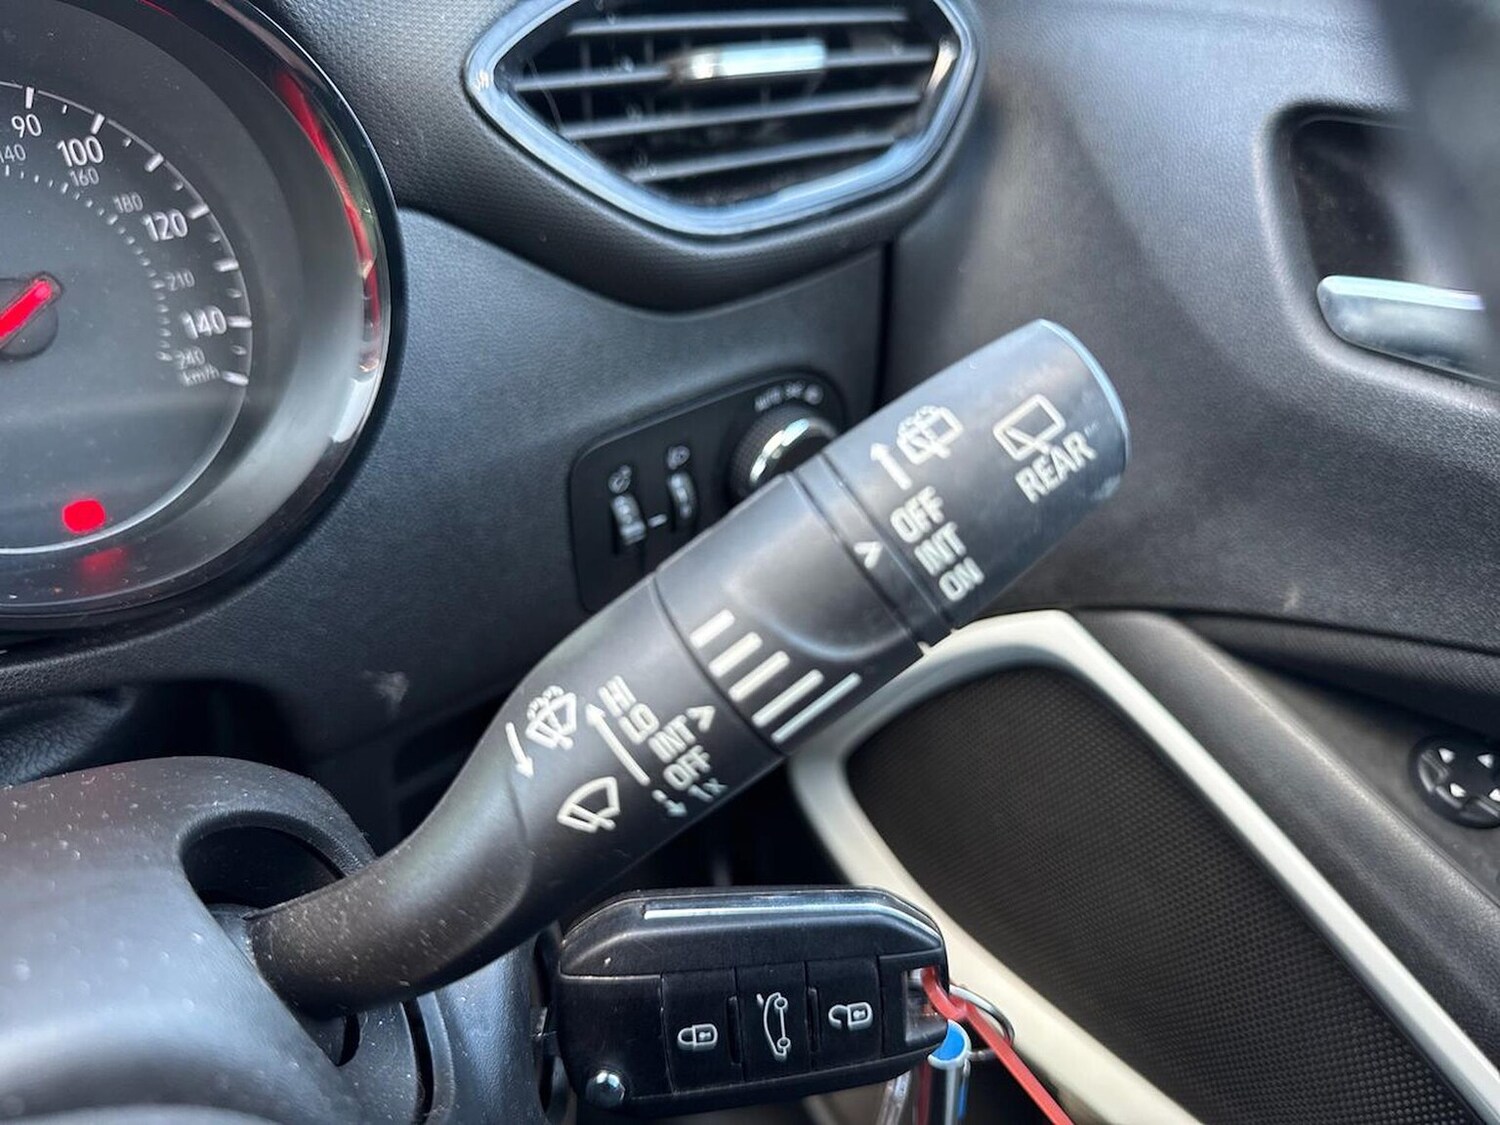 90
100
120
140
140
160
180
210
240
km/h
REAR
OFF
INT
ON
HI
LO
INT
OFF
1x